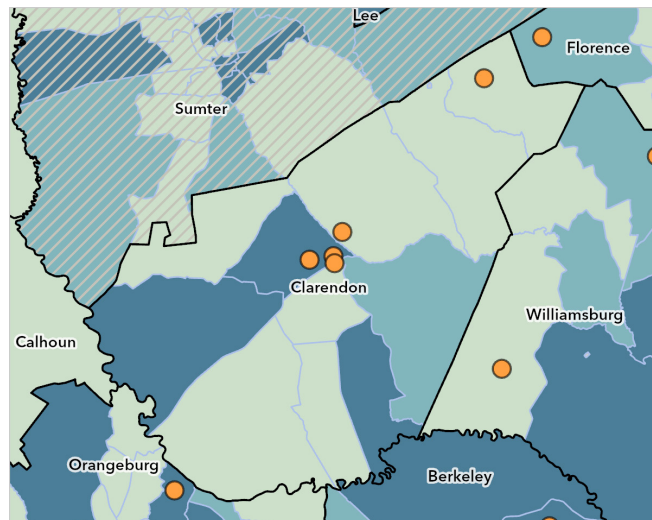 Lee
Florence
Sumter
Clarendon
Williamsburg
Calhoun
Orangeburg
Berkeley